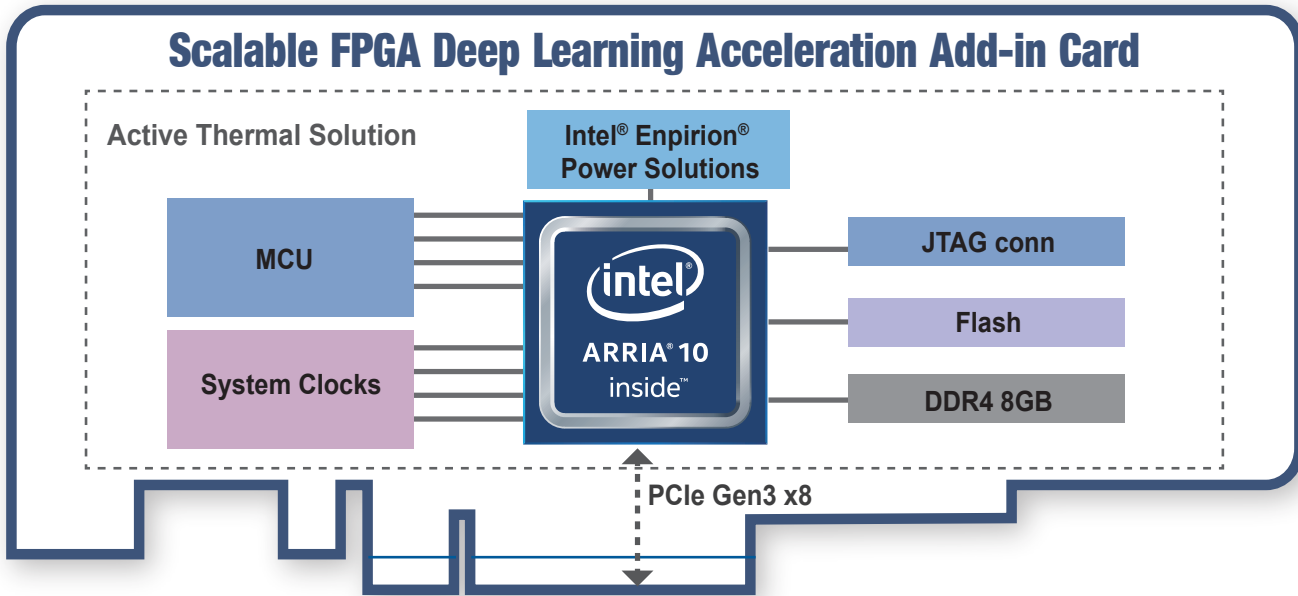 Scalable FPGA Deep Learning Acceleration Add-in Card
Active Thermal Solution
Intel® Enpirion®
Power Solutions
MCU
System Clocks
intel®
ARRIA® 10
inside™
JTAG conn
Flash
DDR4 8GB
PCIe Gen3 x8